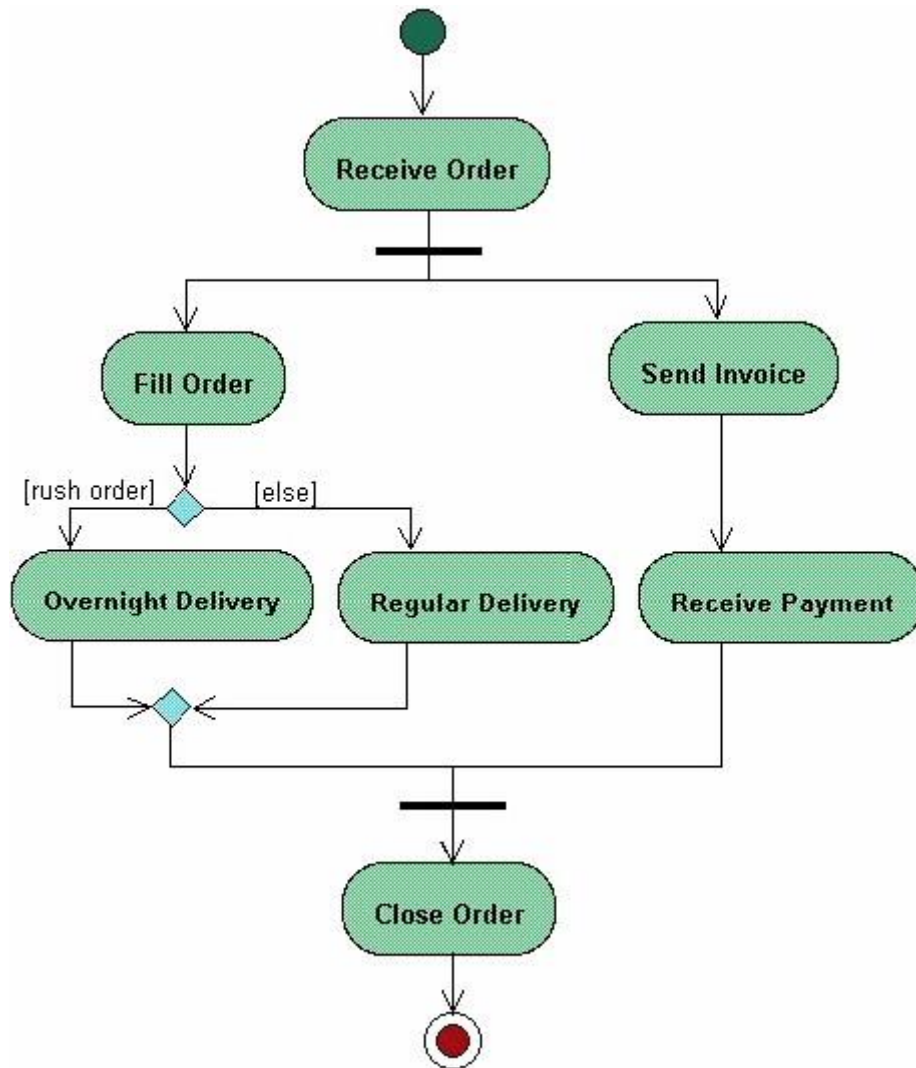 Receive Order
Fill Order
Send Invoice
[rush order]
[else]
Overnight Delivery
Regular Delivery
Receive Payment
Close Order